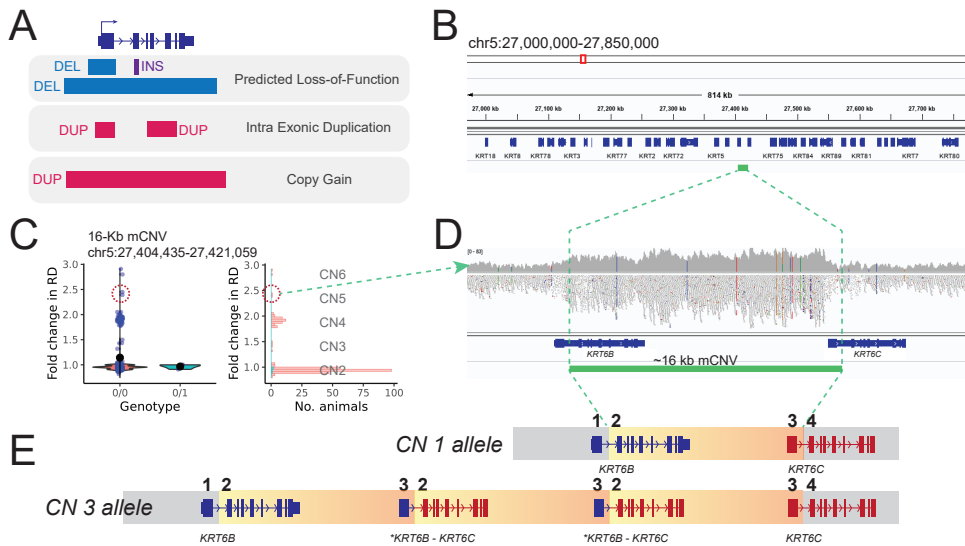 A
DEL
INS
DEL
Predicted Loss-of-Function
DUP
DUP
Intra Exonic Duplication
DUP
Copy Gain
B
chr5:27,000,000-27,850,000
814 kb
27,000 kb
27,100 kb
27,200 kb
27,300 kb
27,400 kb
27,500 kb
27,600 kb
27,700 kb
KRT18
KRT8
KRT78
KRT3
KRT77
KRT2
KRT72
KRT5
KRT75
KRT84
KRT89
KRT81
KRT7
KRT80
C
16-Kb mCNV
chr5:27,404,435-27,421,059
Fold change in RD
3.0
2.5
2.0
1.5
1.0
0/0
0/1
Genotype
Fold change in RD
3.0
2.5
2.0
1.5
1.0
CN6
CN5
CN4
CN3
CN2
0
25
50
75
100
No. animals
D
[0 - 83]
KRT6B
KRT6C
~16 kb mCNV
E
CN 1 allele
1 2
3 4
KRT6B
KRT6C
CN 3 allele
1 2
3 2
3 2
3 4
KRT6B
*KRT6B - KRT6C
*KRT6B - KRT6C
KRT6C